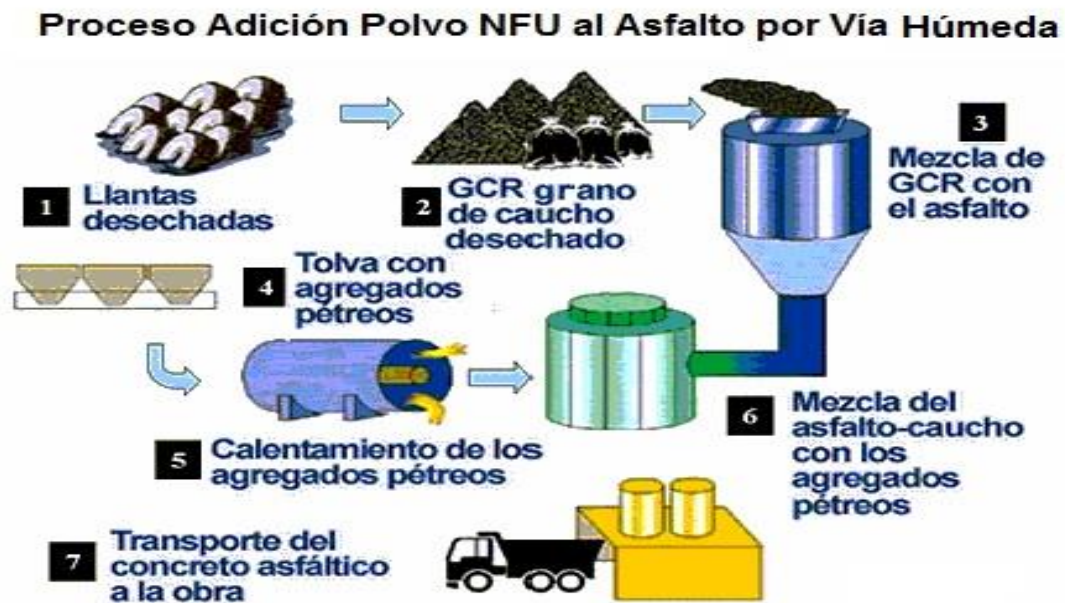 Proceso Adición Polvo NFU al Asfalto por Vía Húmeda
1 Llantas
desechadas
2 GCR grano
de caucho
desechado
3
Mezcla de
GCR con
el asfalto
4 Tolva con
agregados
pétreos
5 Calentamiento de los
agregados pétreos
6 Mezcla del
asfalto-caucho
con los
agregados
pétreos
7 Transporte del
concreto asfáltico
a la obra